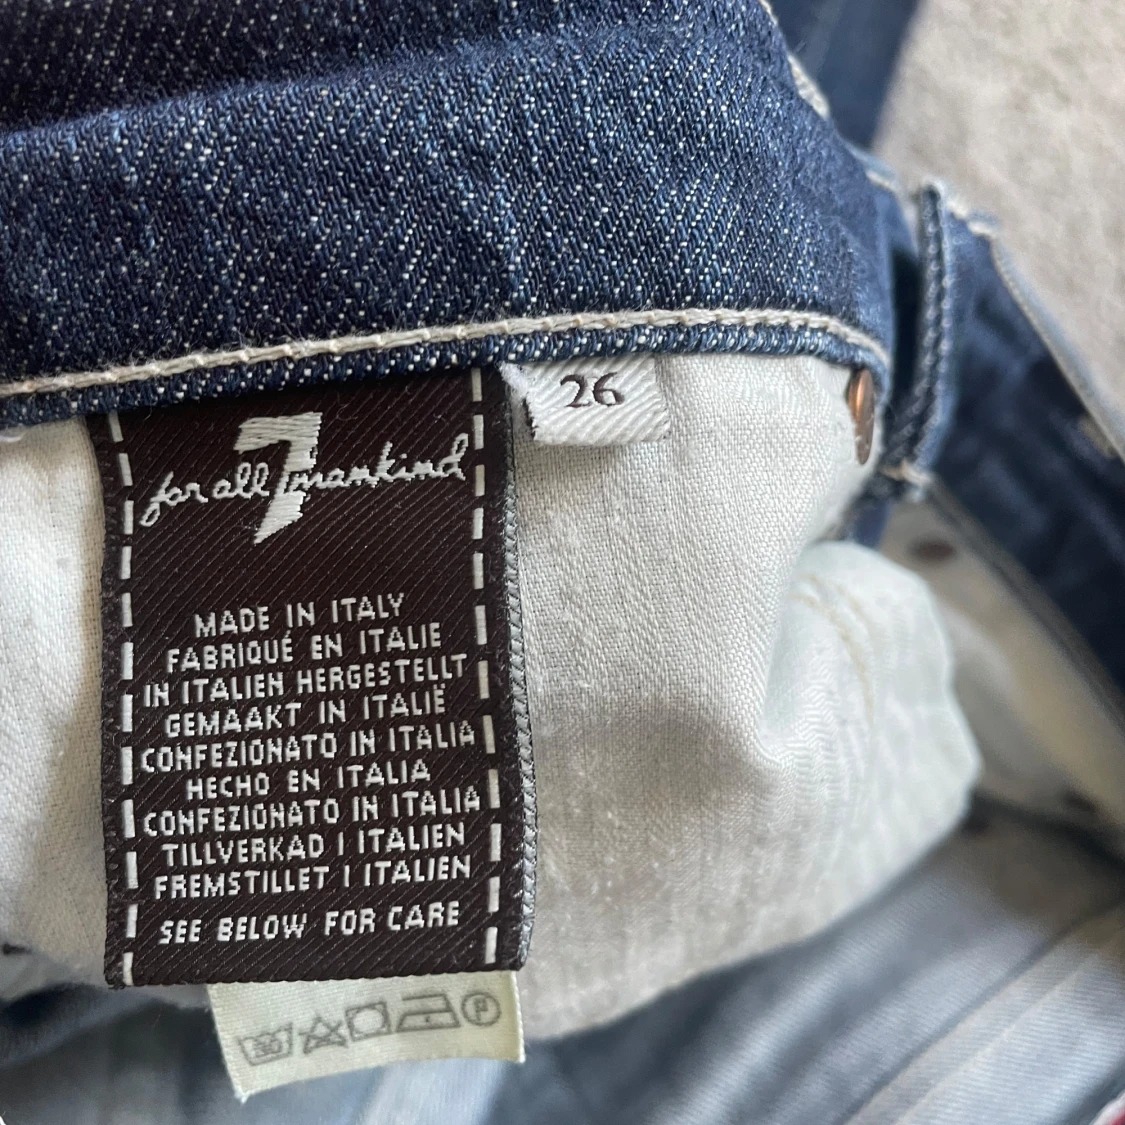 26
7
for all mankind
MADE IN ITALY
FABRIQUÉ EN ITALIE
IN ITALIEN HERGESTELLT
GEMAAKT IN ITALIË
CONFEZIONATO IN ITALIA
HECHO EN ITALIA
CONFEZIONATO IN ITALIA
TILLVERKAD I ITALIEN
FREMSTILLET I ITALIEN
SEE BELOW FOR CARE
30
P